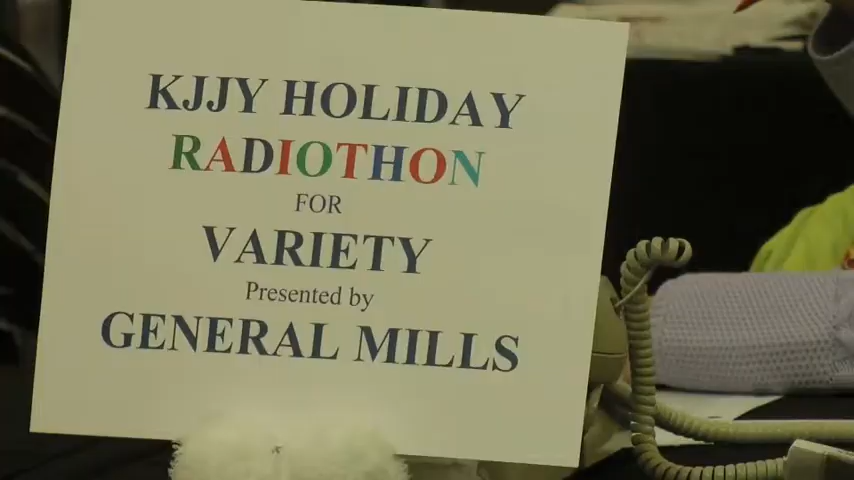 KJJY HOLIDAY
RADIOTHON
FOR
VARIETY
Presented by
GENERAL MILLS